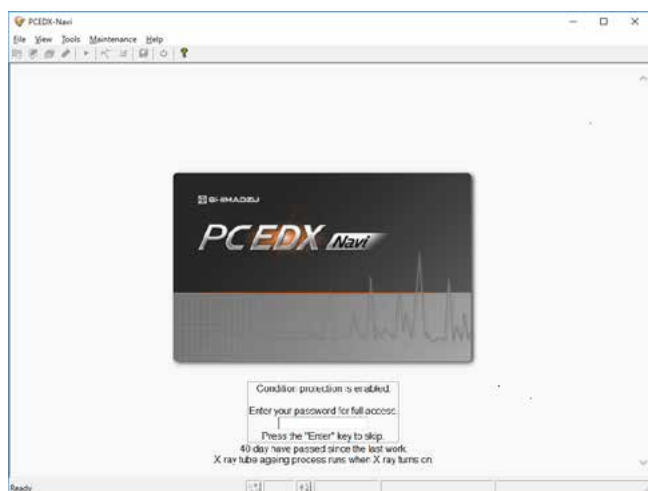 PCEDX-Navi
File View Tools Maintenance Help
SHIMADZU
PCEDX Navi
Condition protection is enabled.
Enter your password for full access.
Press the "Enter" key to skip.
40 day have passed since the last work.
X ray tube ageing process runs when X ray turns on.
Ready